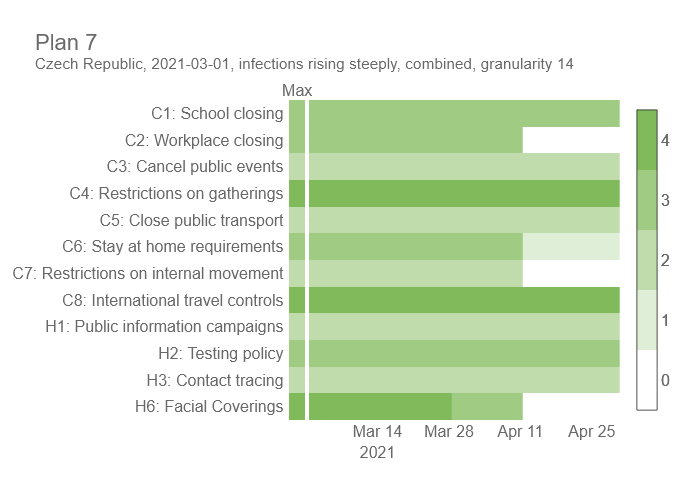 Plan 7
Czech Republic, 2021-03-01, infections rising steeply, combined, granularity 14
Max
C1: School closing
C2: Workplace closing
C3: Cancel public events
C4: Restrictions on gatherings
C5: Close public transport
C6: Stay at home requirements
C7: Restrictions on internal movement
C8: International travel controls
H1: Public information campaigns
H2: Testing policy
H3: Contact tracing
H6: Facial Coverings
Mar 14 Mar 28 Apr 11 Apr 25
2021
4
3
2
1
0